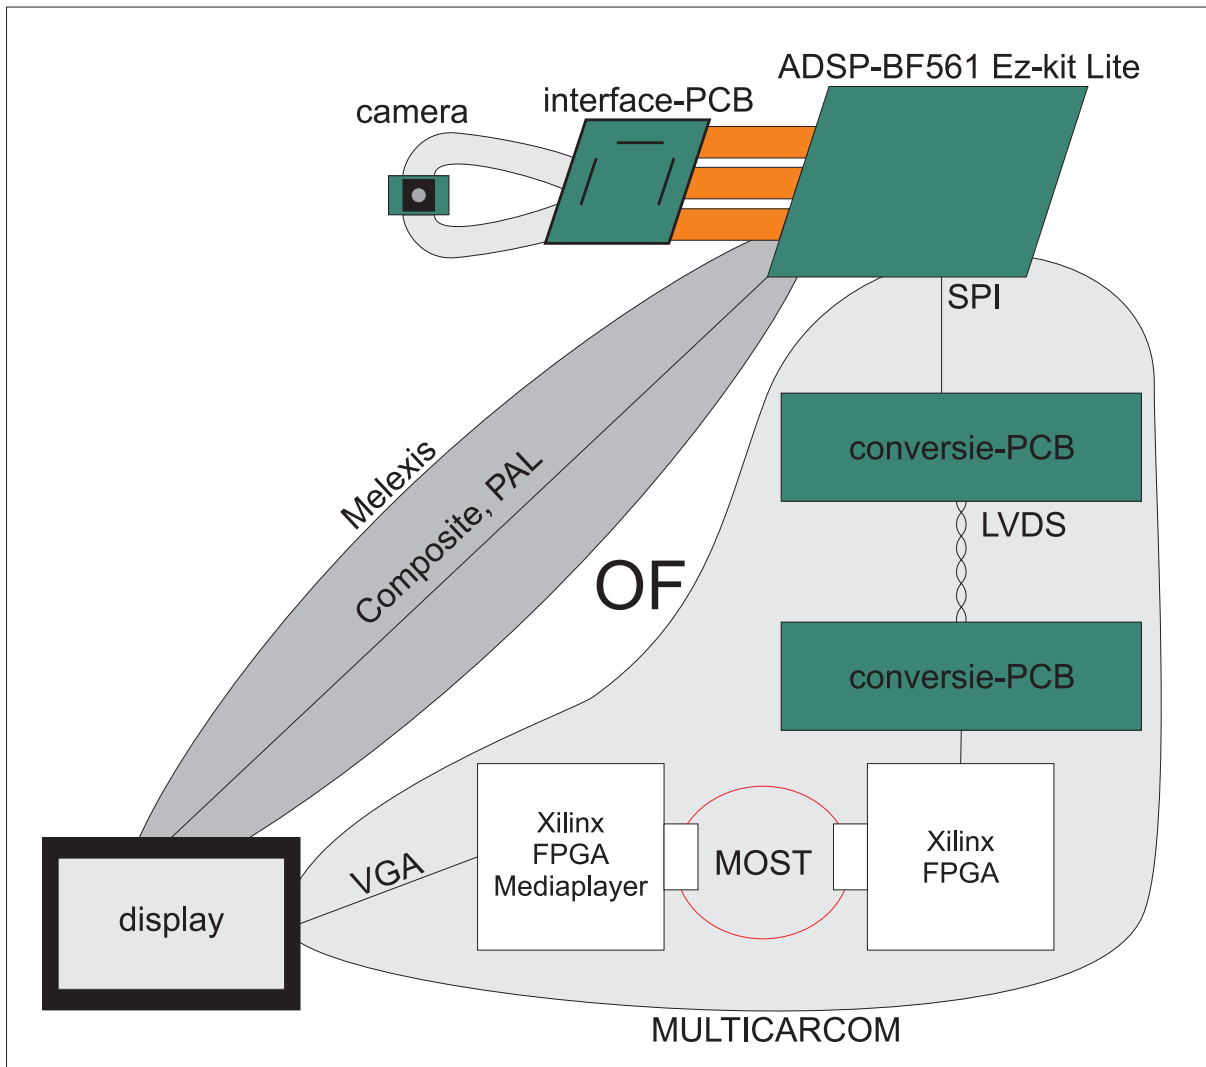 ADSP-BF561 Ez-kit Lite
interface-PCB
camera
SPI
conversie-PCB
Melexis
Composite, PAL
LVDS
OF
conversie-PCB
Xilinx
FPGA
Mediaplayer
MOST
Xilinx
FPGA
VGA
display
MULTICARCOM